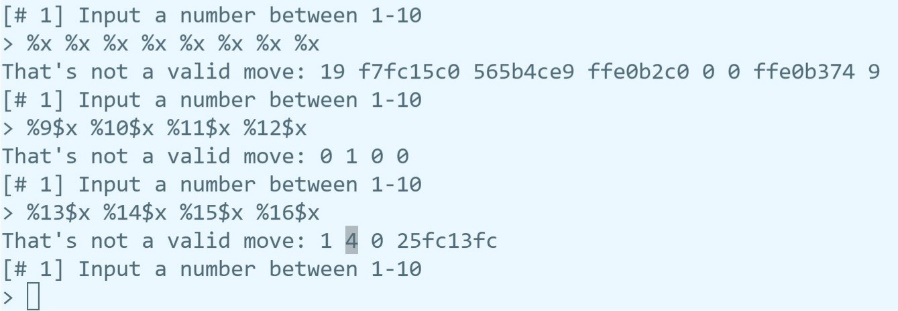 [# 1] Input a number between 1-10
> %x %x %x %x %x %x %x %x
That's not a valid move: 19 f7fc15c0 565b4ce9 ffe0b2c0 0 0 ffe0b374 9
[# 1] Input a number between 1-10
> %9$x %10$x %11$x %12$x
That's not a valid move: 0 1 0 0
[# 1] Input a number between 1-10
> %13$x %14$x %15$x %16$x
That's not a valid move: 1 4 0 25fc13fc
[# 1] Input a number between 1-10
>